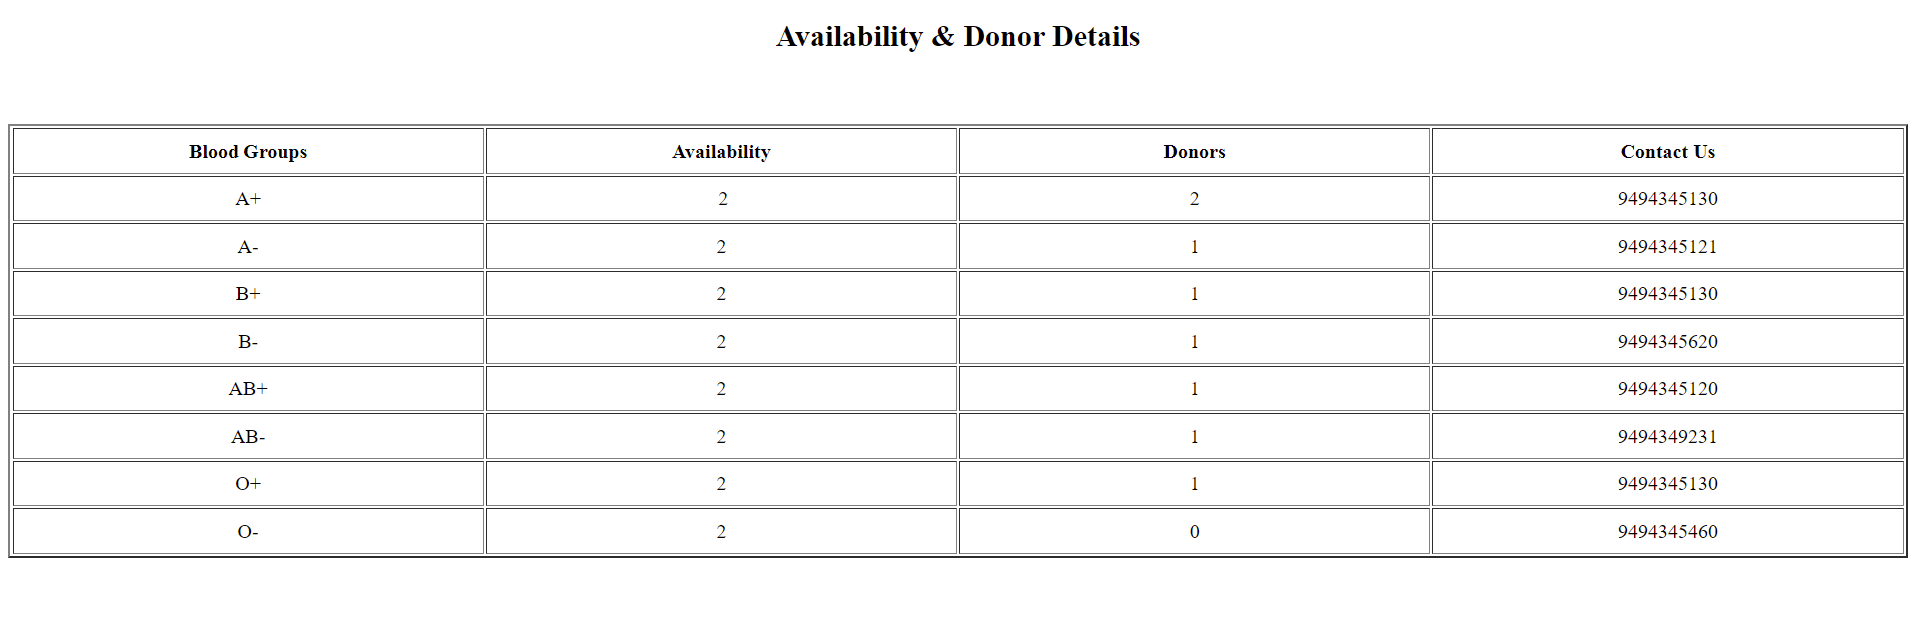 Availability & Donor Details
Blood Groups Availability Donors Contact Us
A+ 2 2 9494345130
A- 2 1 9494345121
B+ 2 1 9494345130
B- 2 1 9494345620
AB+ 2 1 9494345120
AB- 2 1 9494349231
O+ 2 1 9494345130
O- 2 0 9494345460